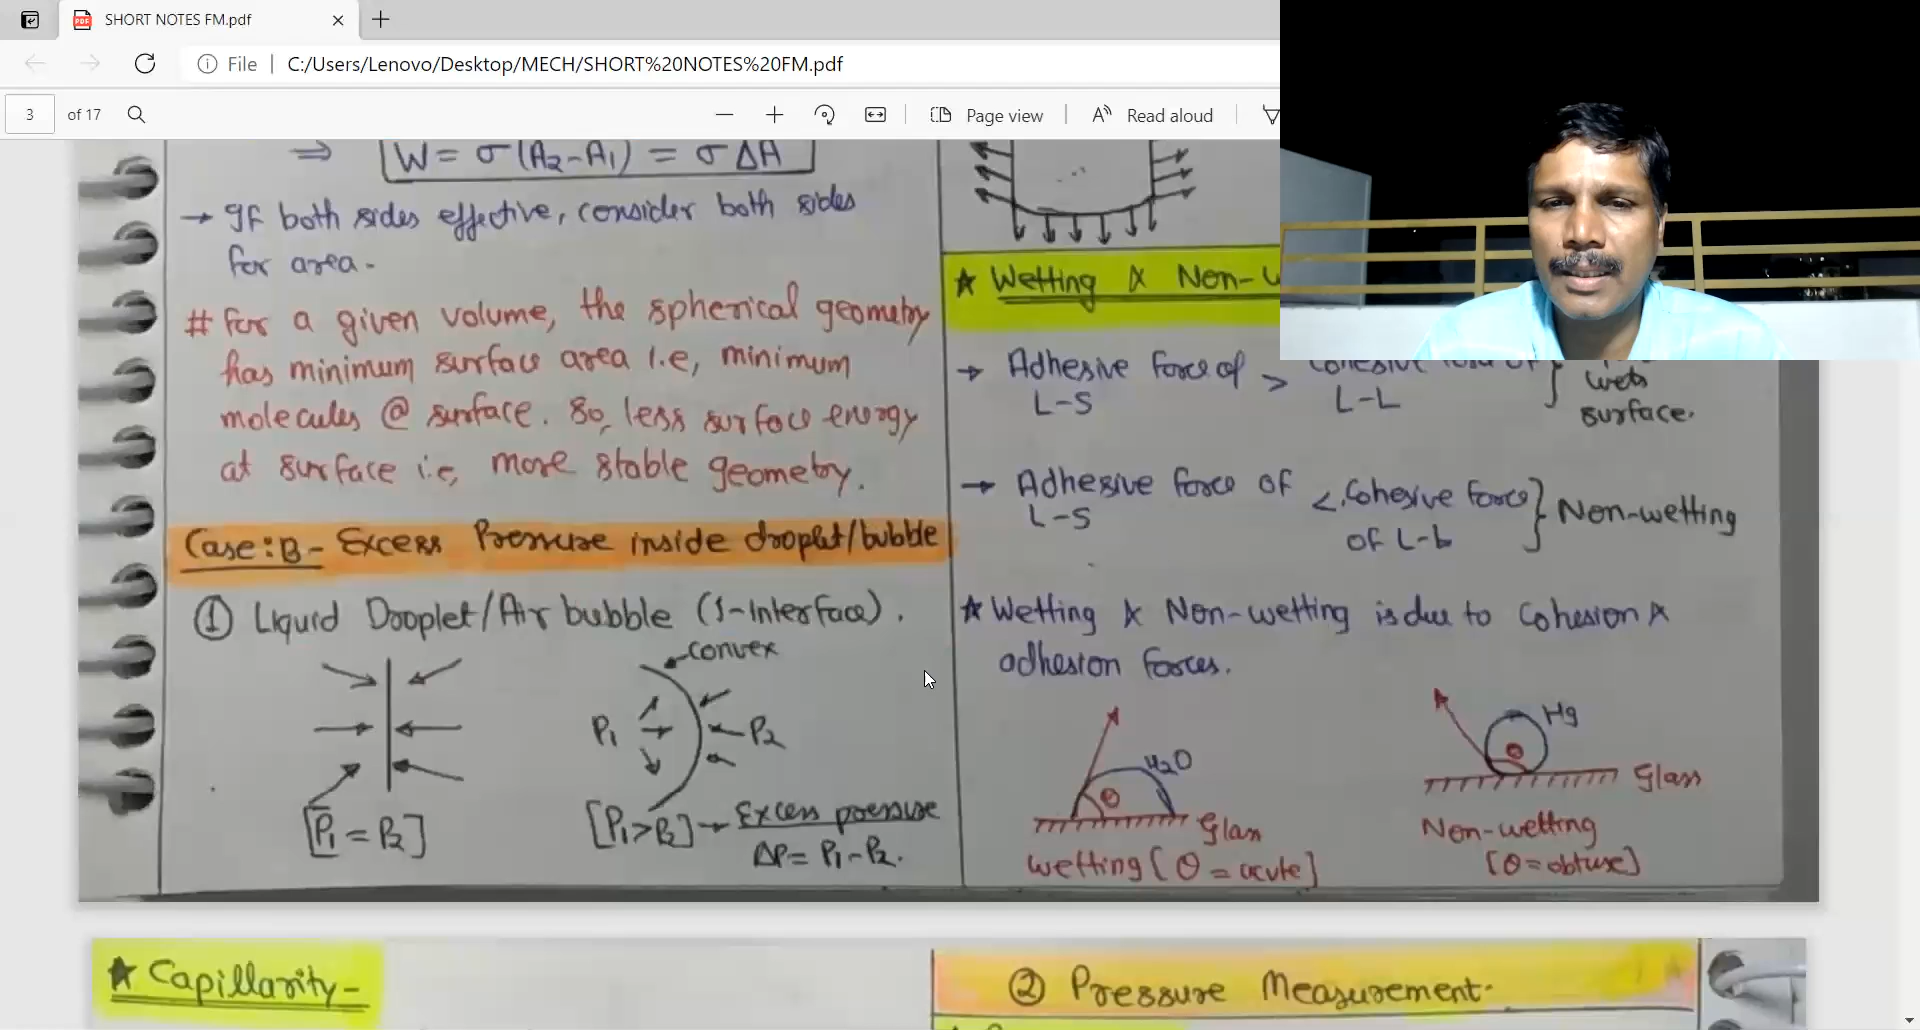 SHORT NOTES FM.pdf
File | C:/Users/Lenovo/Desktop/MECH/SHORT%20NOTES%20FM.pdf
3 of 17
Page view
Read aloud
⇒ W = σ(A2-A1) = σ ΔA
→ If both sides effective, consider both sides
for area.
# For a given volume, the spherical geometry
has minimum surface area i.e, minimum
molecules @ surface. So, less surface energy
at surface i.e, more stable geometry.
Case:B- Excess Pressure inside droplet/bubble
① Liquid Droplet/Air bubble (1-Interface).
convex
P1
P2
[P1 = P2]
[P1>P2] → Excess pressure
ΔP = P1-P2.
★ Wetting & Non-
→ Adhesive force of L-S > L-L
wets
surface.
→ Adhesive force of L-S < Cohesive force of L-L } Non-wetting
★ Wetting & Non-wetting is due to Cohesion &
adhesion forces.
H2O
θ
Glass
Wetting [θ = acute]
Hg
θ
Glass
Non-wetting
[θ = obtuse]
★ Capillarity-
② Pressure Measurement-